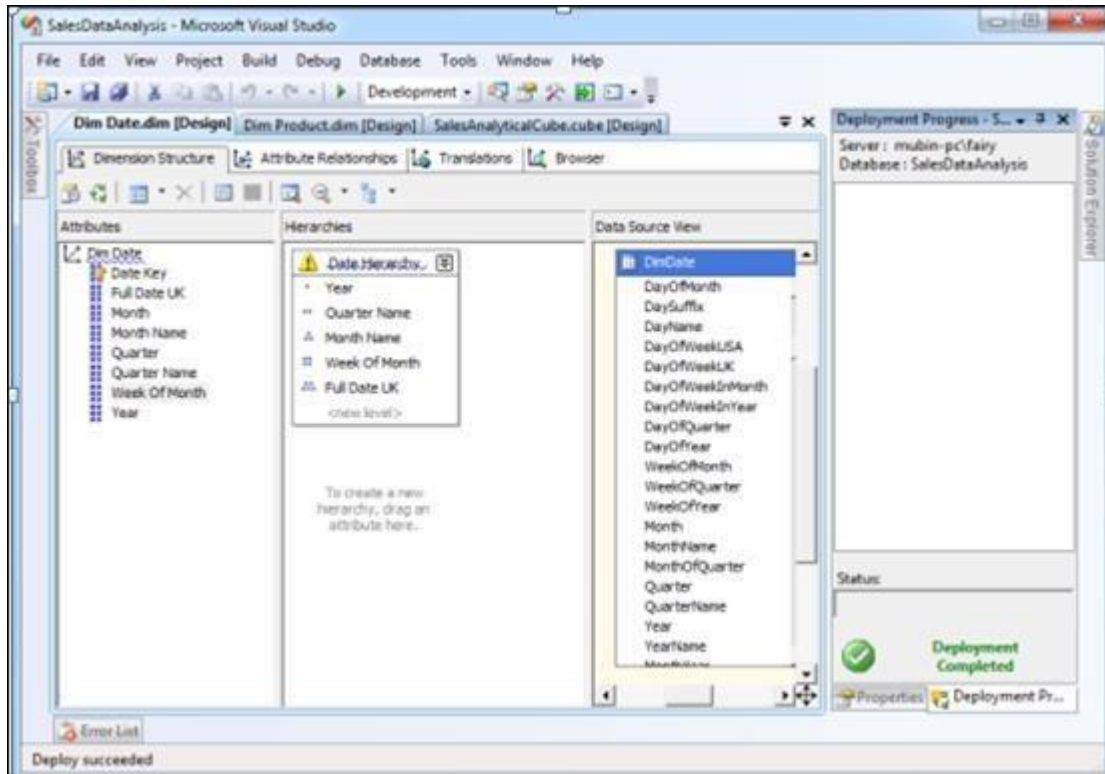 SalesDataAnalysis - Microsoft Visual Studio
File Edit View Project Build Debug Database Tools Window Help
Development
Dim Date.dim [Design] Dim Product.dim [Design] SalesAnalyticalCube.cube [Design]
Toolbox
Dimension Structure Attribute Relationships Translations Browser
Attributes
Dim Date
Date Key
Full Date UK
Month
Month Name
Quarter
Quarter Name
Week Of Month
Year
Hierarchies
Date Hierarchy
Year
Quarter Name
Month Name
Week Of Month
Full Date UK
<new level>
To create a new
hierarchy, drag an
attribute here...
Data Source View
DimDate
DayOfMonth
DaySuffix
DayName
DayOfWeekUSA
DayOfWeekUK
DayOfWeekInMonth
DayOfWeekInYear
DayOfQuarter
DayOfYear
WeekOfMonth
WeekOfQuarter
WeekOfYear
Month
MonthName
MonthOfQuarter
Quarter
QuarterName
Year
YearName
MonthYear
Deployment Progress - S...
Server : mubin-pc\fairy
Database : SalesDataAnalysis
Status:
Deployment
Completed
Properties Deployment Pr...
Solution Explorer
Error List
Deploy succeeded